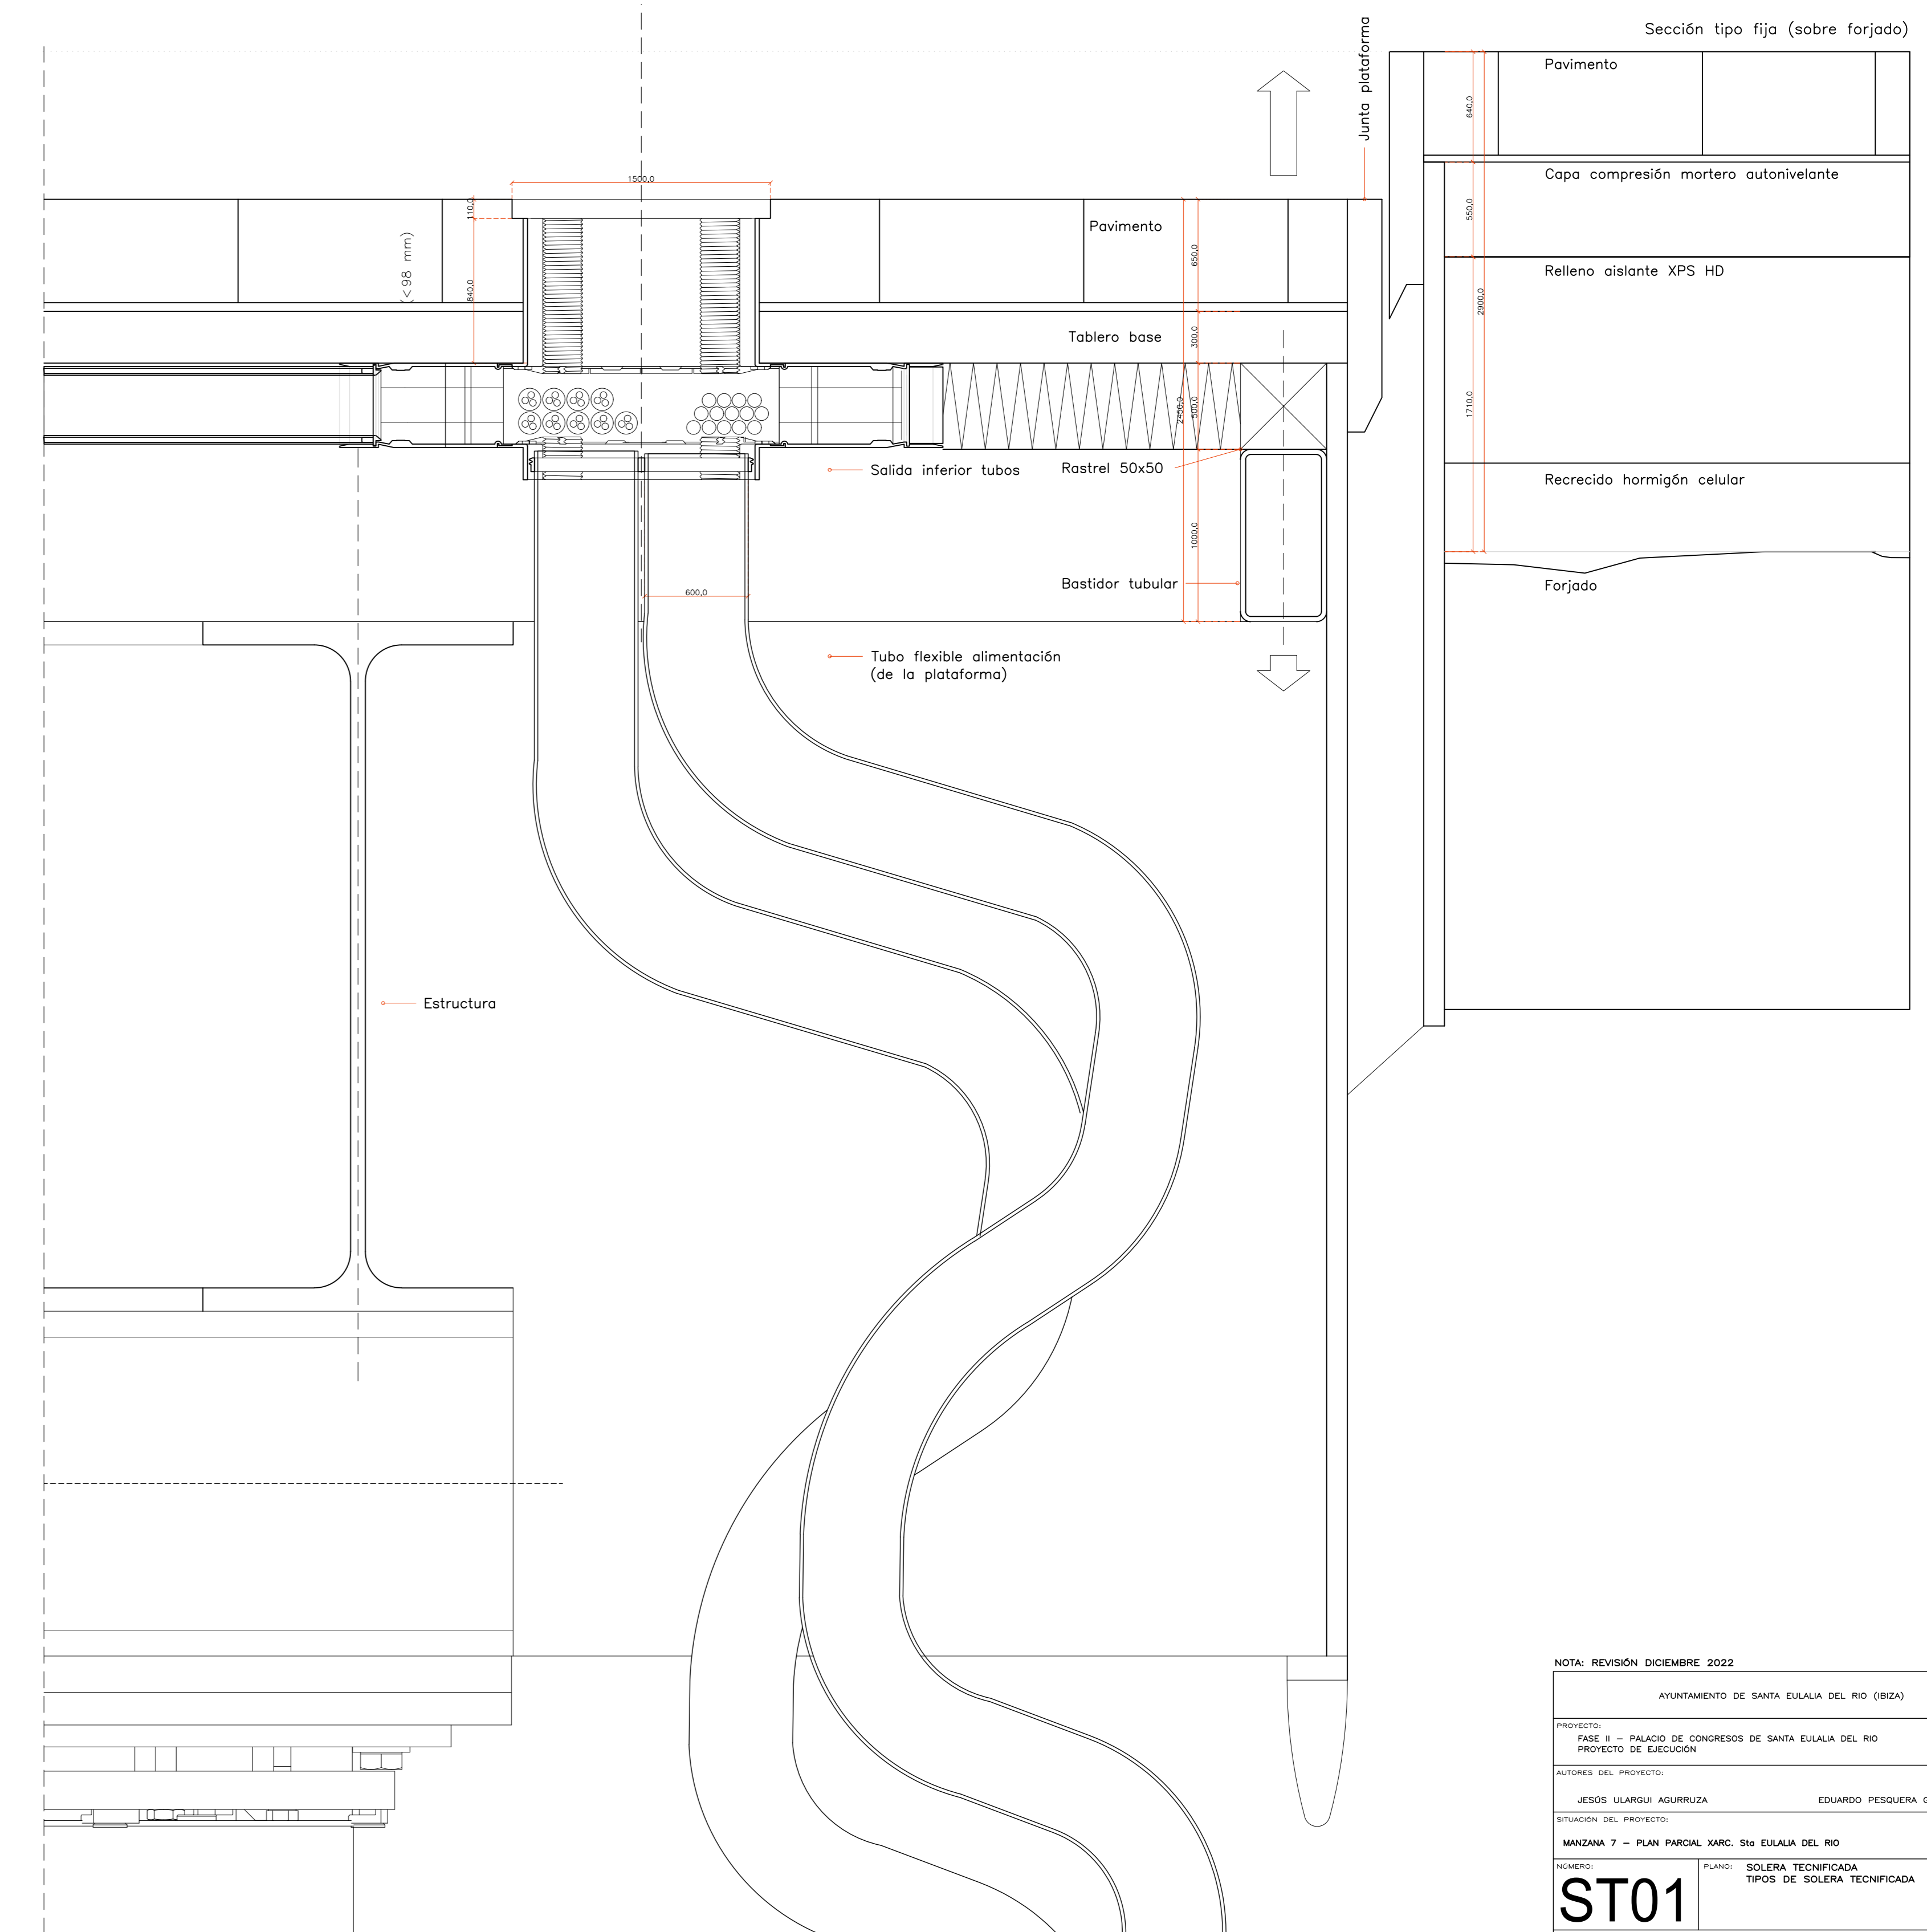 Sección tipo fija (sobre forjado)
Junta plataforma
Pavimento
640,0
Capa compresión mortero autonivelante
550,0
Relleno aislante XPS HD
2900,0
1710,0
Recrecido hormigón celular
Forjado
1500,0
110,0
840,0
(<98 mm)
Pavimento
650,0
Tablero base
300,0
2450,0
500,0
Salida inferior tubos
Rastrel 50x50
1000,0
Bastidor tubular
600,0
Tubo flexible alimentación
(de la plataforma)
Estructura
NOTA: REVISIÓN DICIEMBRE 2022
AYUNTAMIENTO DE SANTA EULALIA DEL RIO (IBIZA)
PROYECTO:
FASE II – PALACIO DE CONGRESOS DE SANTA EULALIA DEL RIO
PROYECTO DE EJECUCIÓN
AUTORES DEL PROYECTO:
JESÚS ULARGUI AGURRUZA EDUARDO PESQUERA
SITUACIÓN DEL PROYECTO:
MANZANA 7 – PLAN PARCIAL XARC. Sta EULALIA DEL RIO
NÚMERO:
ST01
PLANO: SOLERA TECNIFICADA
TIPOS DE SOLERA TECNIFICADA